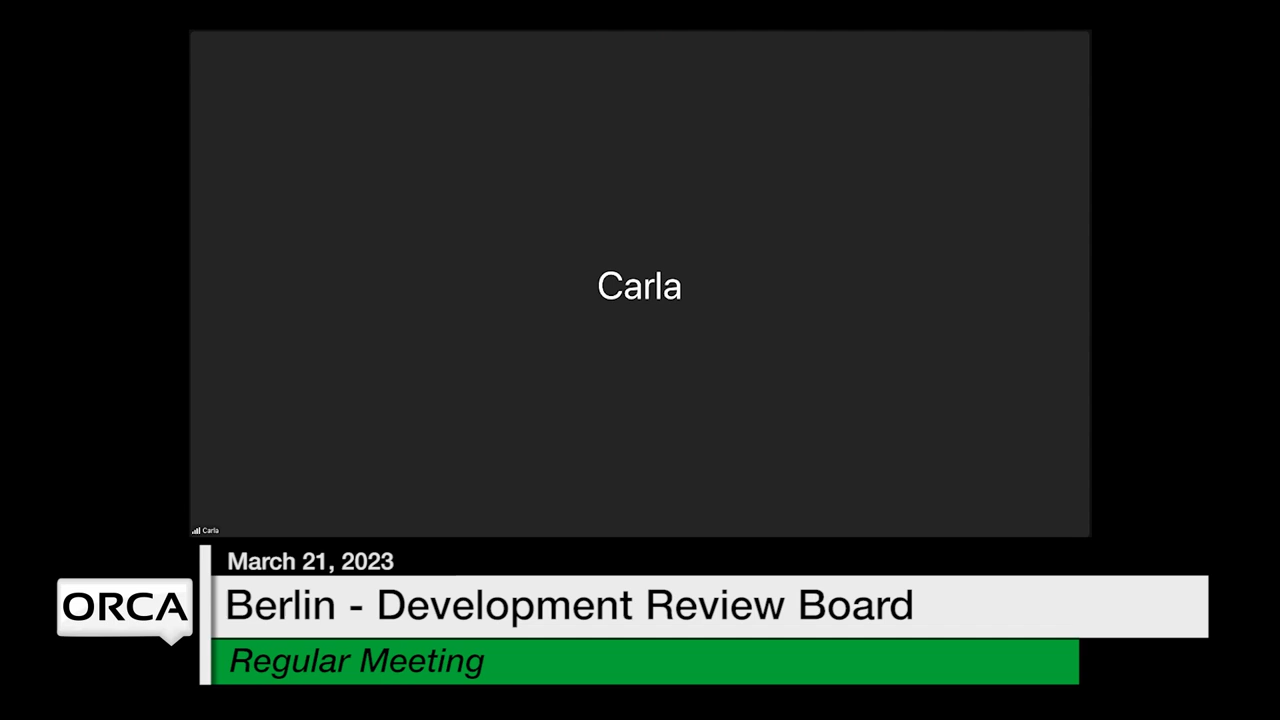 Carla
Carla
March 21, 2023
ORCA
Berlin - Development Review Board
Regular Meeting